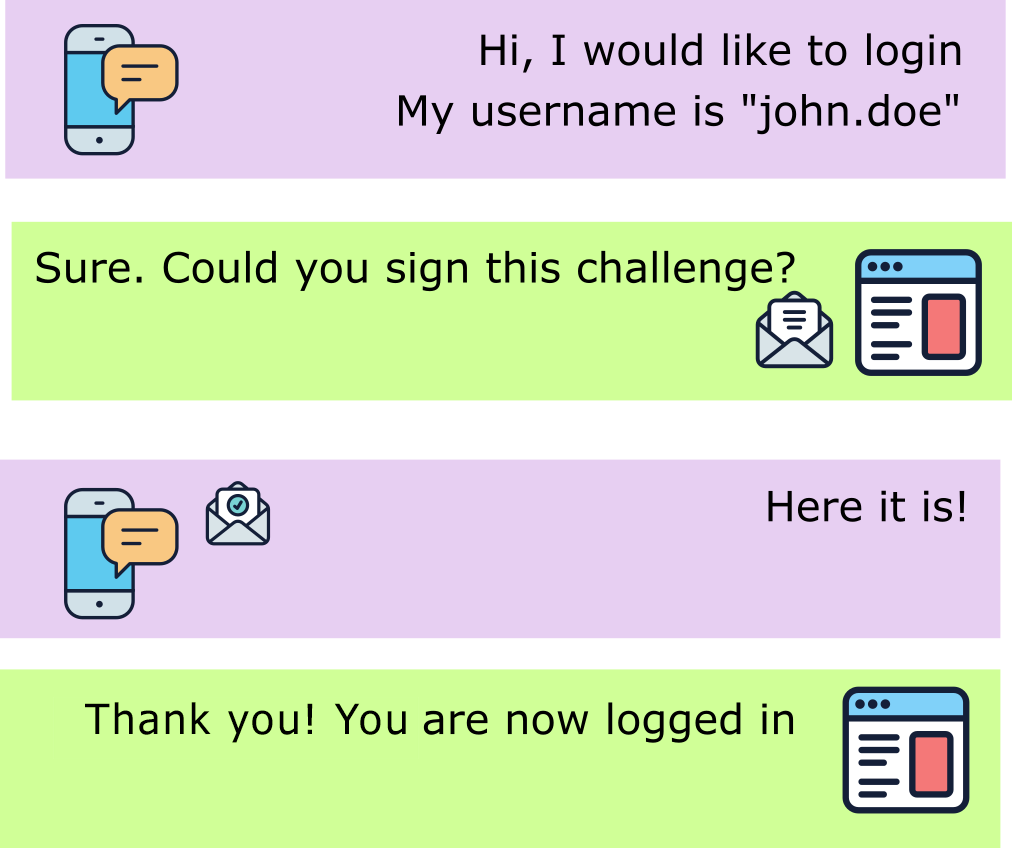 Hi, I would like to login
My username is "john.doe"
Sure. Could you sign this challenge?
Here it is!
Thank you! You are now logged in